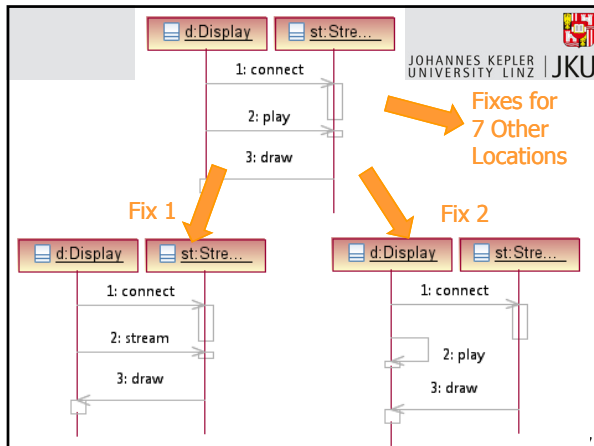 d:Display
st:Stre...
JOHANNES KEPLER
UNIVERSITY LINZ
JKU
1: connect
2: play
3: draw
Fixes for
7 Other
Locations
Fix 1
Fix 2
d:Display
st:Stre...
1: connect
2: stream
3: draw
d:Display
st:Stre...
1: connect
2: play
3: draw